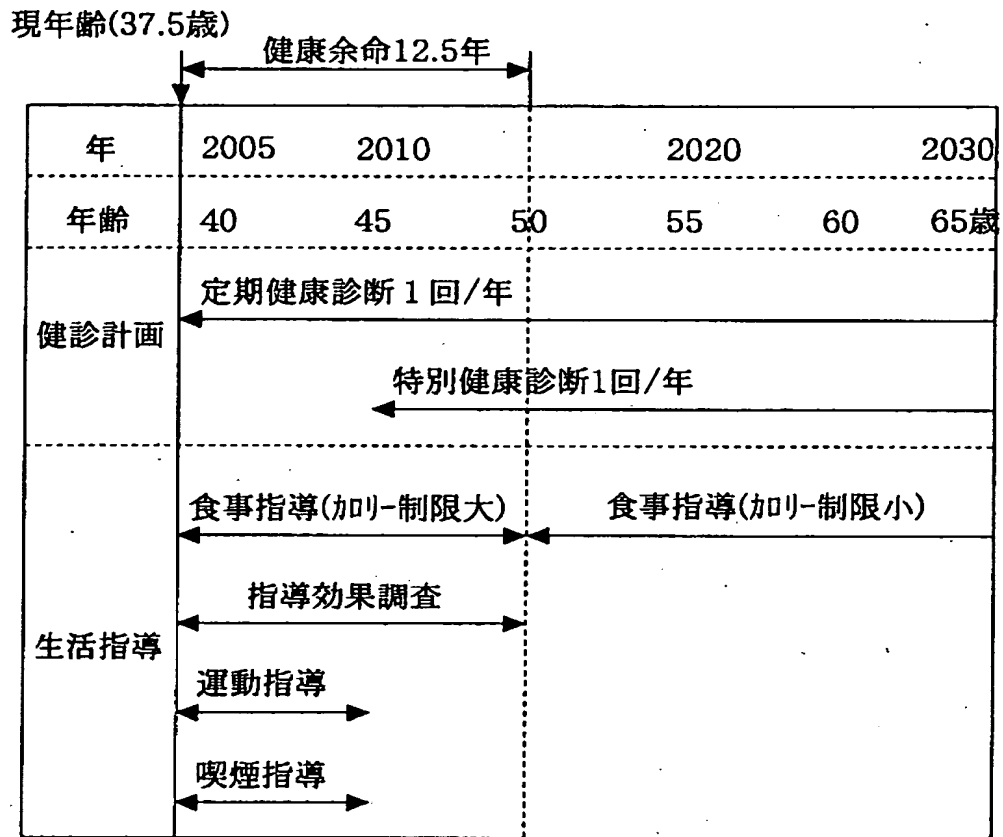 現年齢(37.5歳)
健康余命12.5年
年 2005 2010 2020 2030
年齢 40 45 50 55 60 65歳
定期健康診断１回/年
健診計画
特別健康診断1回/年
食事指導(ｶﾛﾘｰ制限大) 食事指導(ｶﾛﾘｰ制限小)
指導効果調査
生活指導
運動指導
喫煙指導